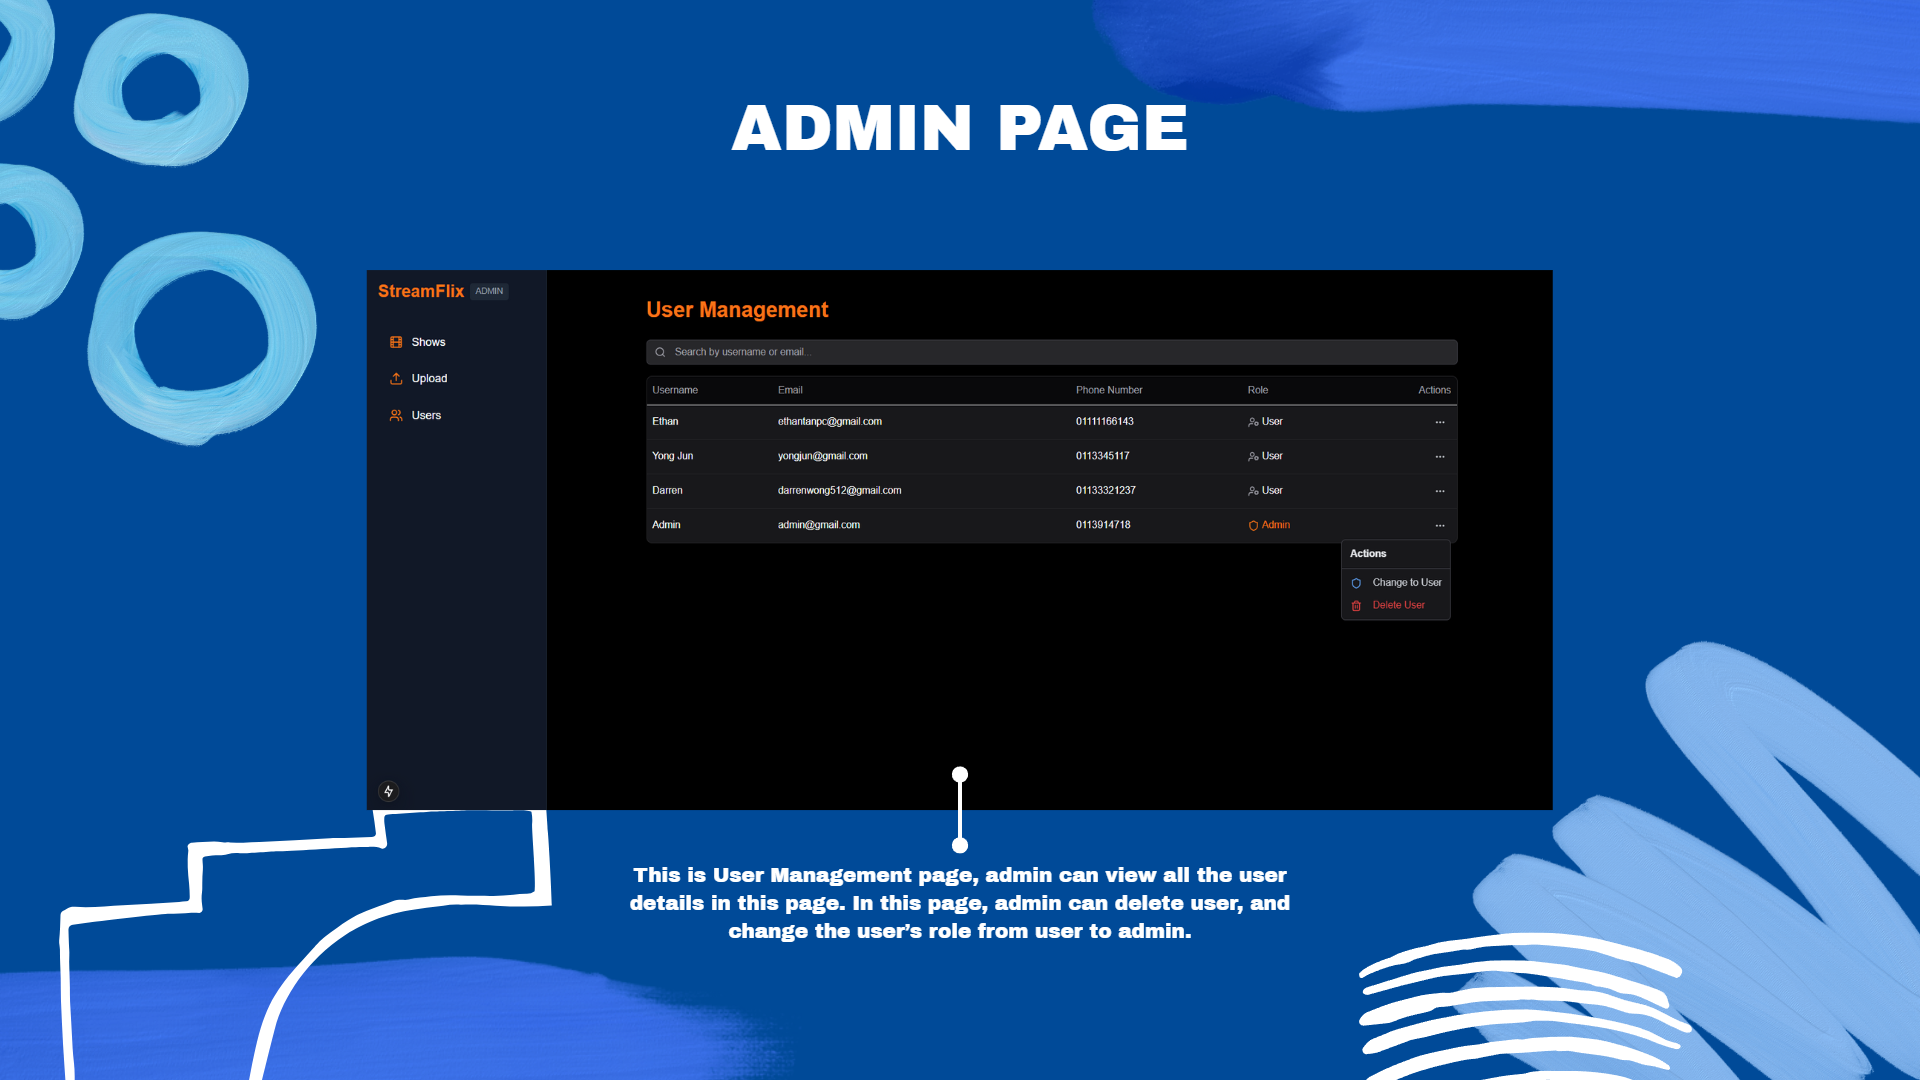 ADMIN PAGE
StreamFlix ADMIN
Shows
Upload
Users
User Management
Search by username or email...
Username Email Phone Number Role Actions
Ethan ethantanpc@gmail.com 01111166143 User ...
Yong Jun yongjun@gmail.com 0113345117 User ...
Darren darrenwong512@gmail.com 01133321237 User ...
Admin admin@gmail.com 0113914718 Admin ...
Actions
Change to User
Delete User
This is User Management page, admin can view all the user
details in this page. In this page, admin can delete user, and
change the user’s role from user to admin.